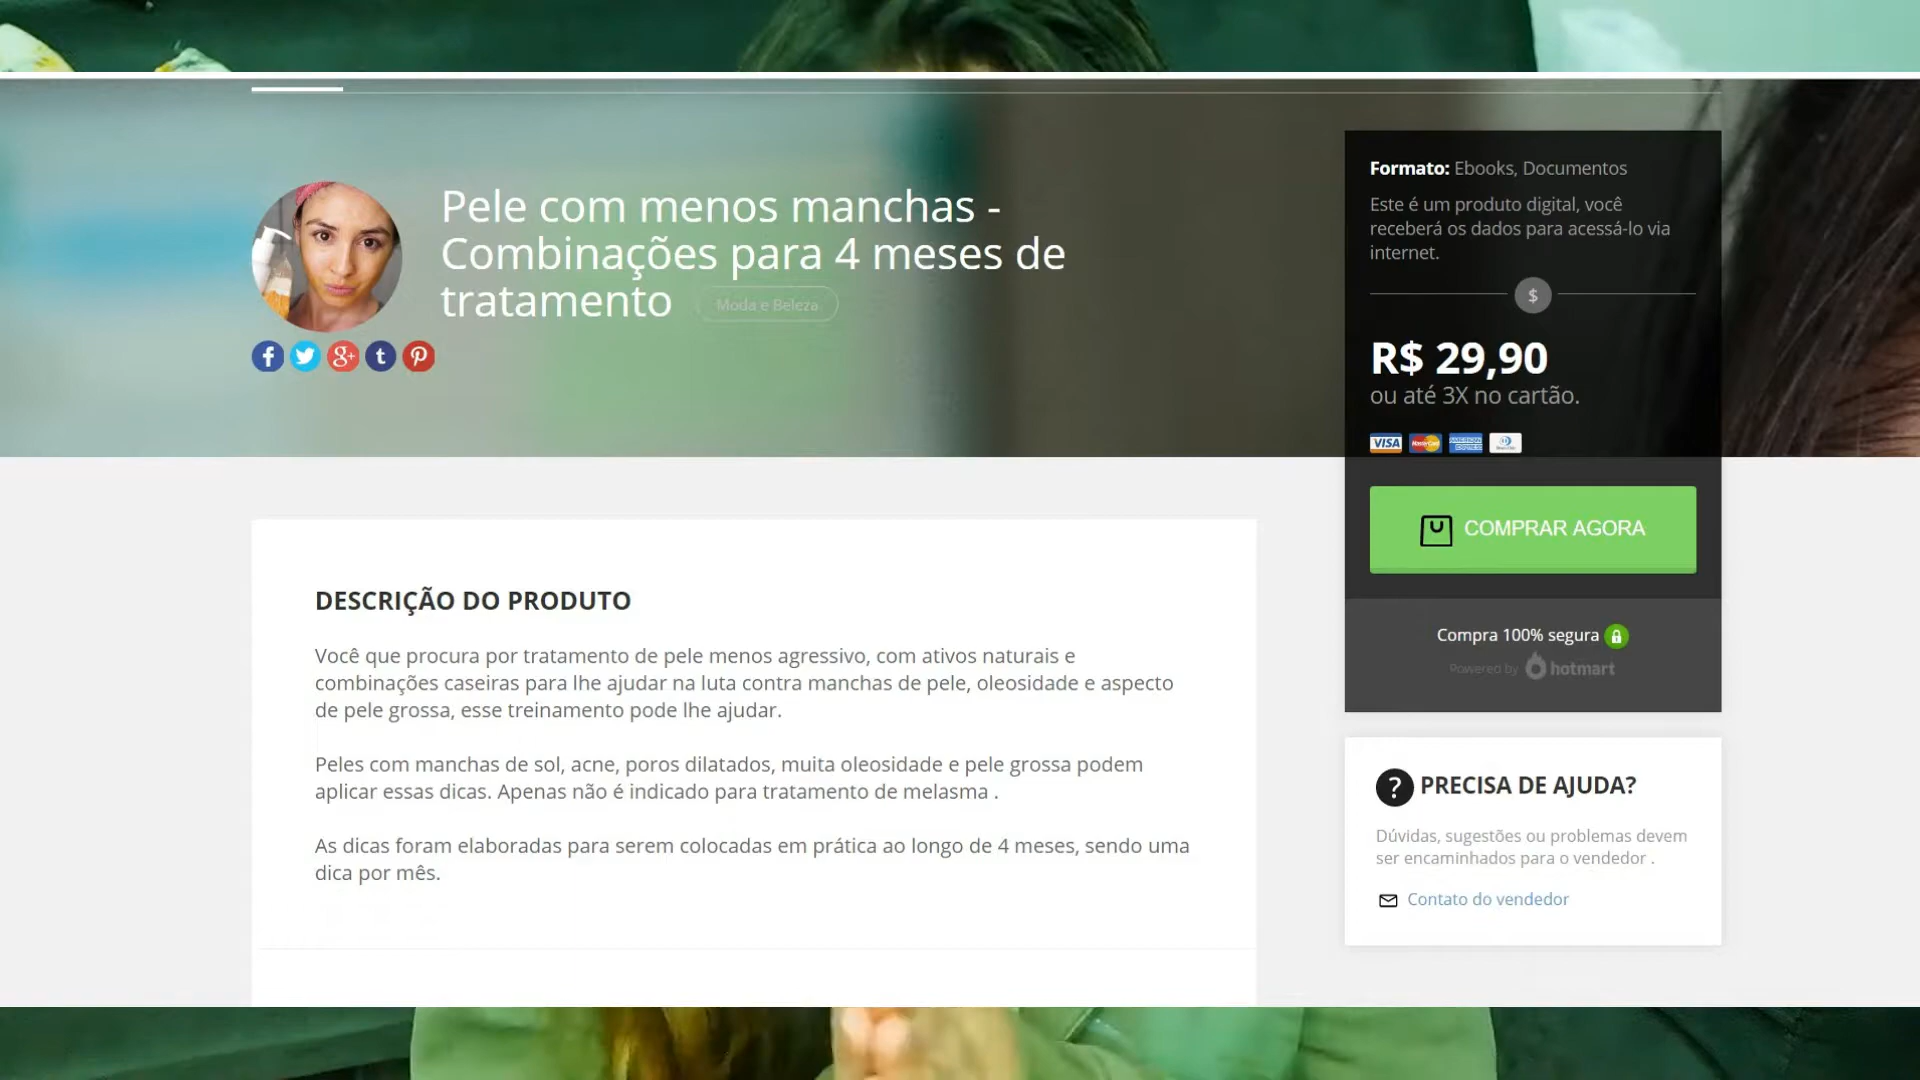 Pele com menos manchas -
Combinações para 4 meses de
tratamento
Moda e Beleza
Formato: Ebooks, Documentos
Este é um produto digital, você
receberá os dados para acessá-lo via
internet.
$
R$ 29,90
ou até 3X no cartão.
VISA MasterCard AMERICAN EXPRESS
COMPRAR AGORA
Compra 100% segura
Powered by hotmart
DESCRIÇÃO DO PRODUTO
Você que procura por tratamento de pele menos agressivo, com ativos naturais e
combinações caseiras para lhe ajudar na luta contra manchas de pele, oleosidade e aspecto
de pele grossa, esse treinamento pode lhe ajudar.
Peles com manchas de sol, acne, poros dilatados, muita oleosidade e pele grossa podem
aplicar essas dicas. Apenas não é indicado para tratamento de melasma .
As dicas foram elaboradas para serem colocadas em prática ao longo de 4 meses, sendo uma
dica por mês.
? PRECISA DE AJUDA?
Dúvidas, sugestões ou problemas devem
ser encaminhados para o vendedor .
Contato do vendedor